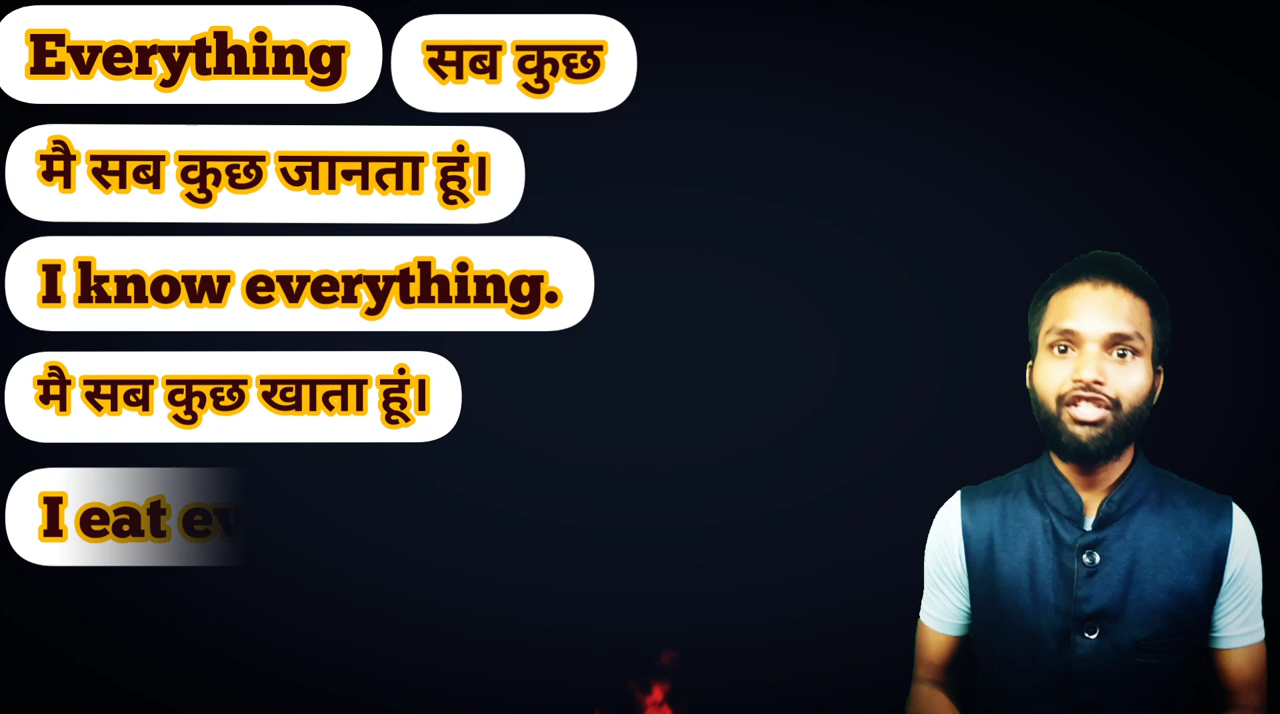 Everything सब कुछ
मै सब कुछ जानता हूं।
I know everything.
मै सब कुछ खाता हूं।
I eat